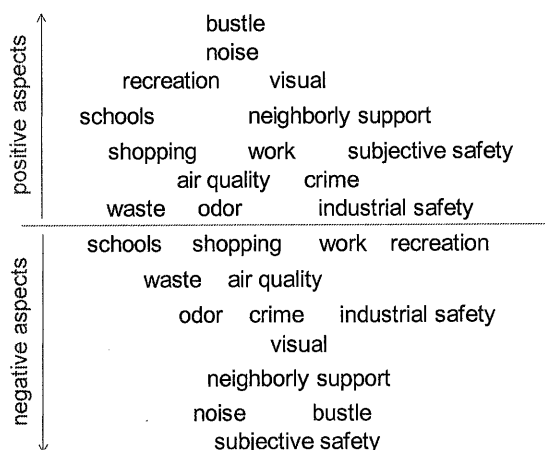 bustle
noise
recreation visual
schools neighborly support
shopping work subjective safety
air quality crime
waste odor industrial safety
positive aspects
schools shopping work recreation
waste air quality
odor crime industrial safety
visual
neighborly support
noise bustle
subjective safety
negative aspects